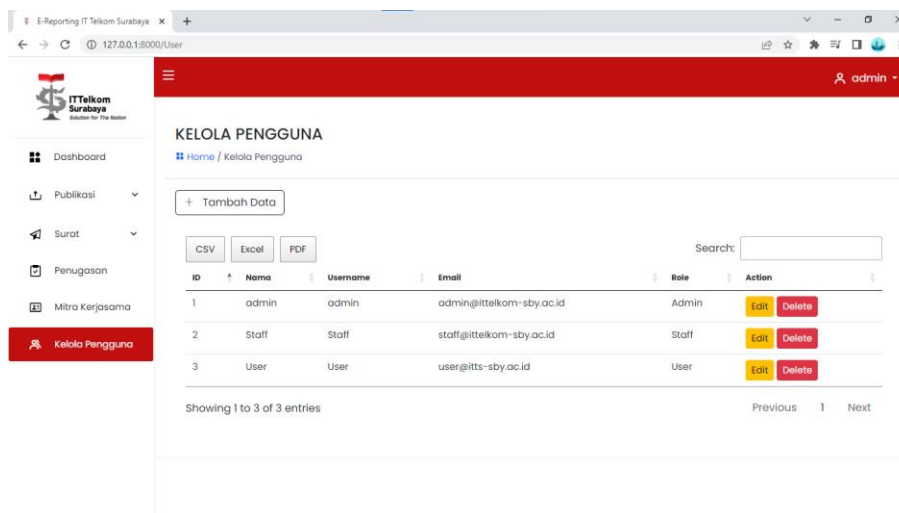 E-Reporting IT Telkom Surabaya
127.0.0.1:8000/User
ITTelkom
Surabaya
Solution for The Nation
admin
Dashboard
Publikasi
Surat
Penugasan
Mitra Kerjasama
Kelola Pengguna
KELOLA PENGGUNA
Home / Kelola Pengguna
+ Tambah Data
CSV Excel PDF Search:
ID Nama Username Email Role Action
1 admin admin admin@ittelkom-sby.ac.id Admin Edit Delete
2 Staff Staff staff@ittelkom-sby.ac.id Staff Edit Delete
3 User User user@itts-sby.ac.id User Edit Delete
Showing 1 to 3 of 3 entries Previous 1 Next